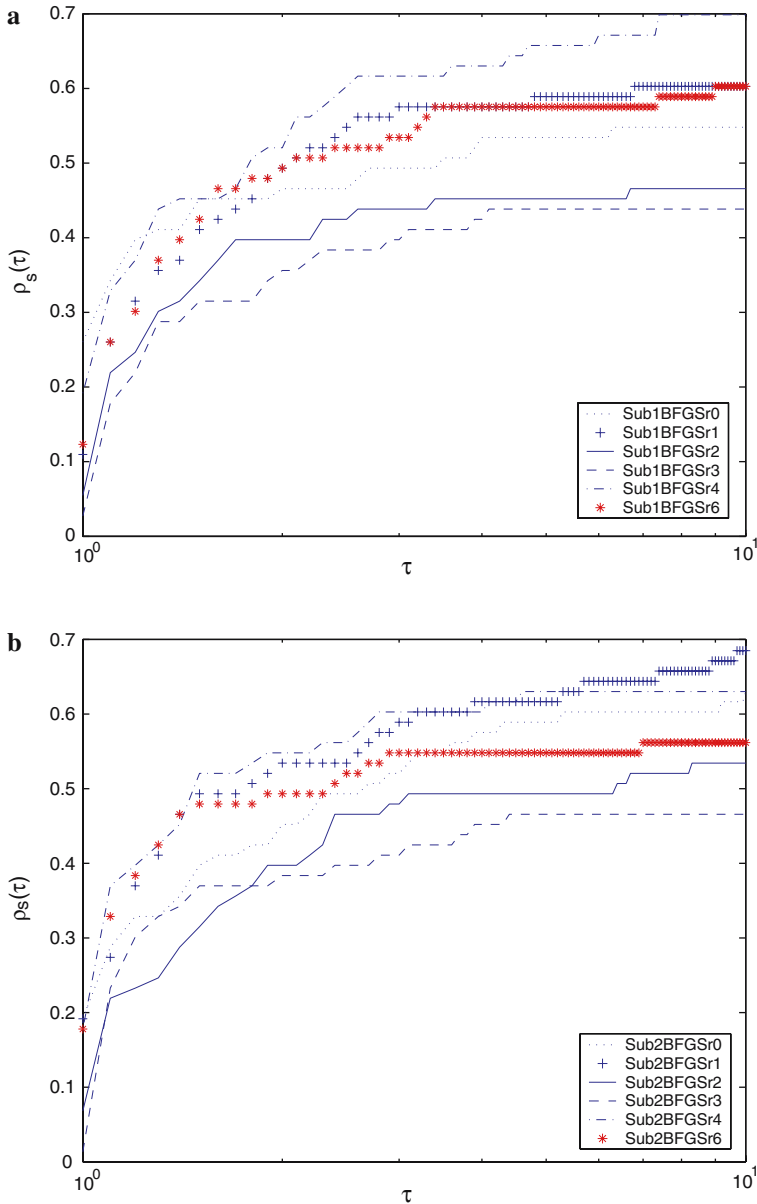 a
0.7
0.6
0.5
0.4
0.3
0.2
0.1
0
ρs(τ)
10^0
τ
10^1
Sub1BFGSr0
Sub1BFGSr1
Sub1BFGSr2
Sub1BFGSr3
Sub1BFGSr4
Sub1BFGSr6
b
0.7
0.6
0.5
0.4
0.3
0.2
0.1
0
ρs(τ)
10^0
τ
10^1
Sub2BFGSr0
Sub2BFGSr1
Sub2BFGSr2
Sub2BFGSr3
Sub2BFGSr4
Sub2BFGSr6